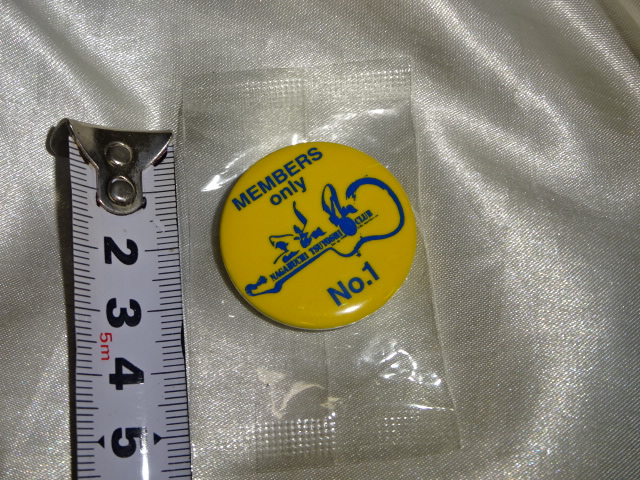 MEMBERS
only
NAGABUCHI TSUYOSHI CLUB
No.1
2
3
5m
4
5